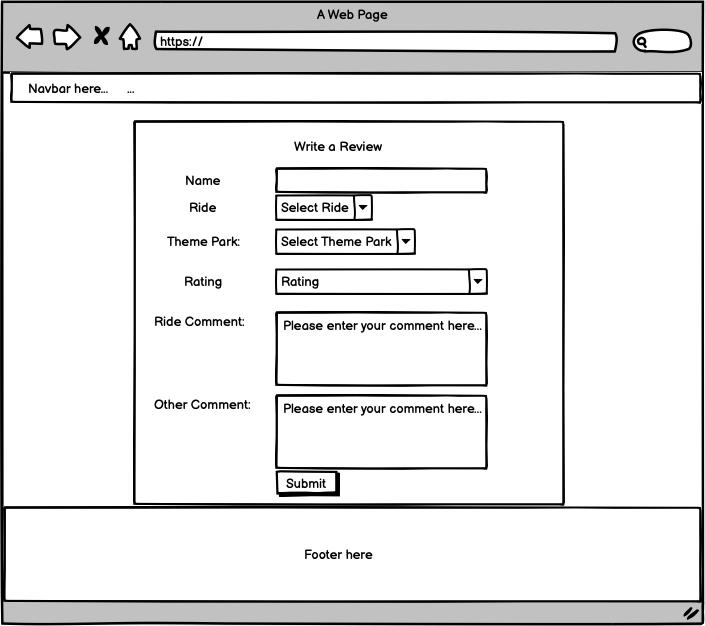 A Web Page
https://
Navbar here... ...
Write a Review
Name
Ride Select Ride
Theme Park: Select Theme Park
Rating Rating
Ride Comment: Please enter your comment here...
Other Comment: Please enter your comment here...
Submit
Footer here